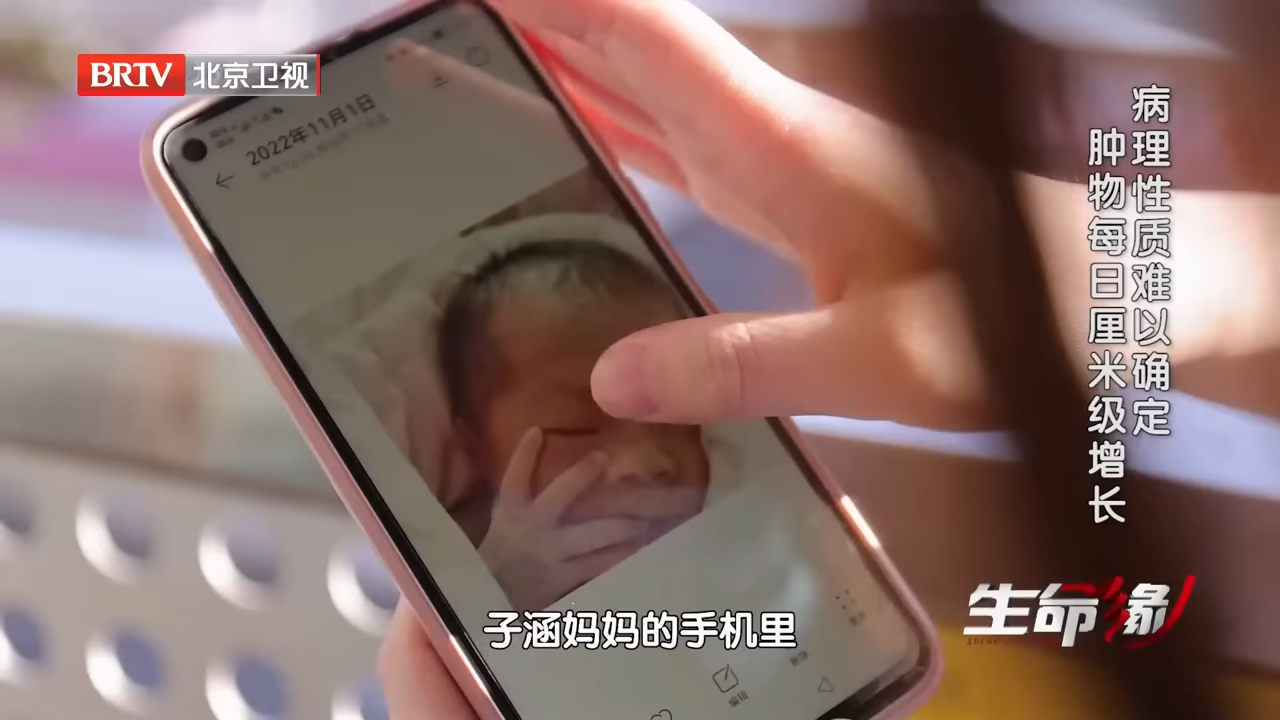 BRTV 北京卫视
2022年11月1日
病理性质难以确定
肿物每日厘米级增长
生命缘
子涵妈妈的手机里
编辑